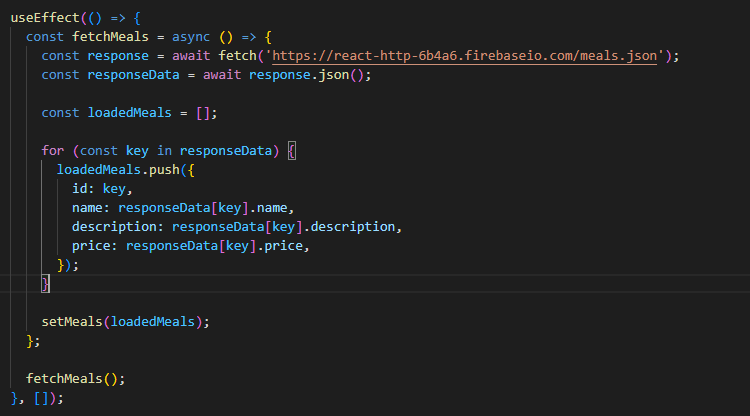 useEffect(() => {
  const fetchMeals = async () => {
    const response = await fetch('https://react-http-6b4a6.firebaseio.com/meals.json');
    const responseData = await response.json();

    const loadedMeals = [];

    for (const key in responseData) {
      loadedMeals.push({
        id: key,
        name: responseData[key].name,
        description: responseData[key].description,
        price: responseData[key].price,
      });
    }

    setMeals(loadedMeals);
  };

  fetchMeals();
}, []);